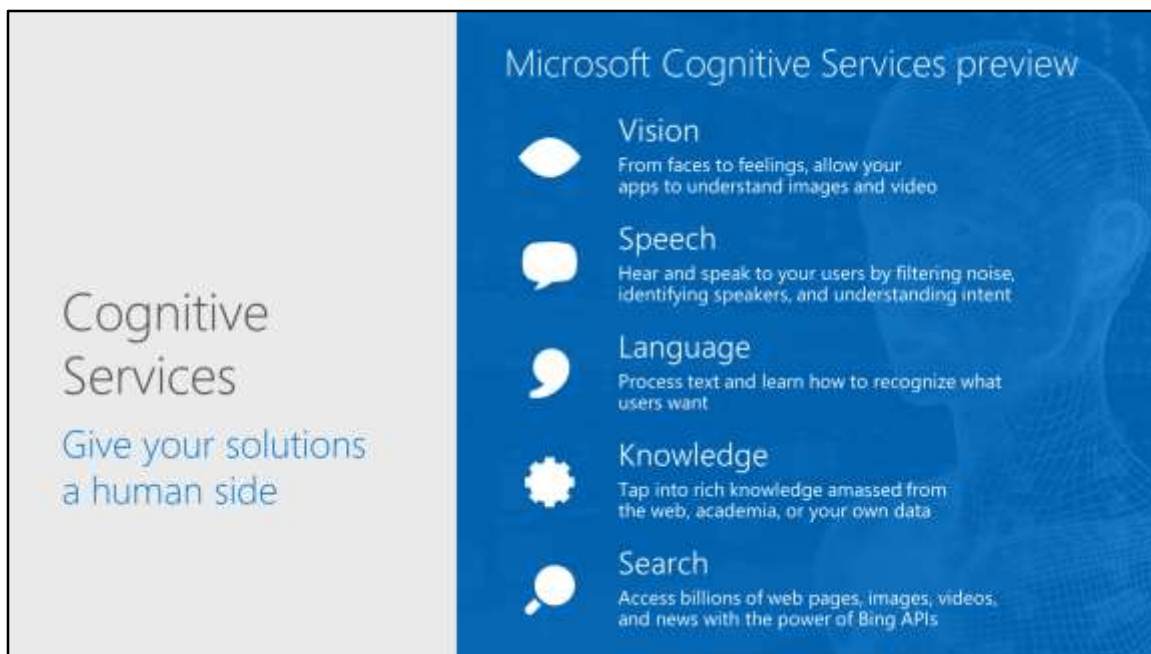 Cognitive
Services
Give your solutions
a human side
Microsoft Cognitive Services preview
Vision
From faces to feelings, allow your
apps to understand images and video
Speech
Hear and speak to your users by filtering noise,
identifying speakers, and understanding intent
Language
Process text and learn how to recognize what
users want
Knowledge
Tap into rich knowledge amassed from
the web, academia, or your own data
Search
Access billions of web pages, images, videos,
and news with the power of Bing APIs